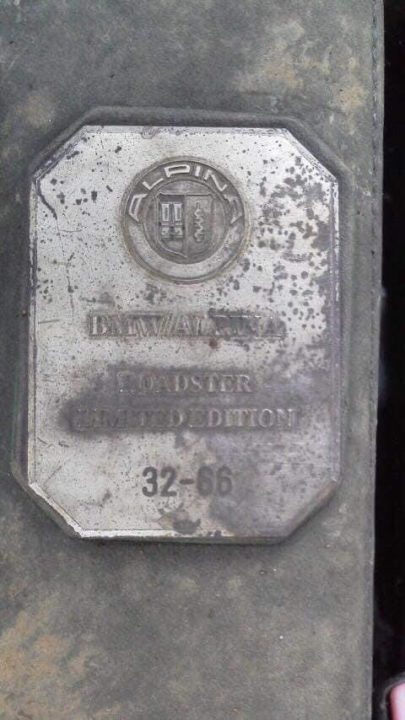 ALPINA
BMW/ALPINA
ROADSTER
LIMITED EDITION
32-66